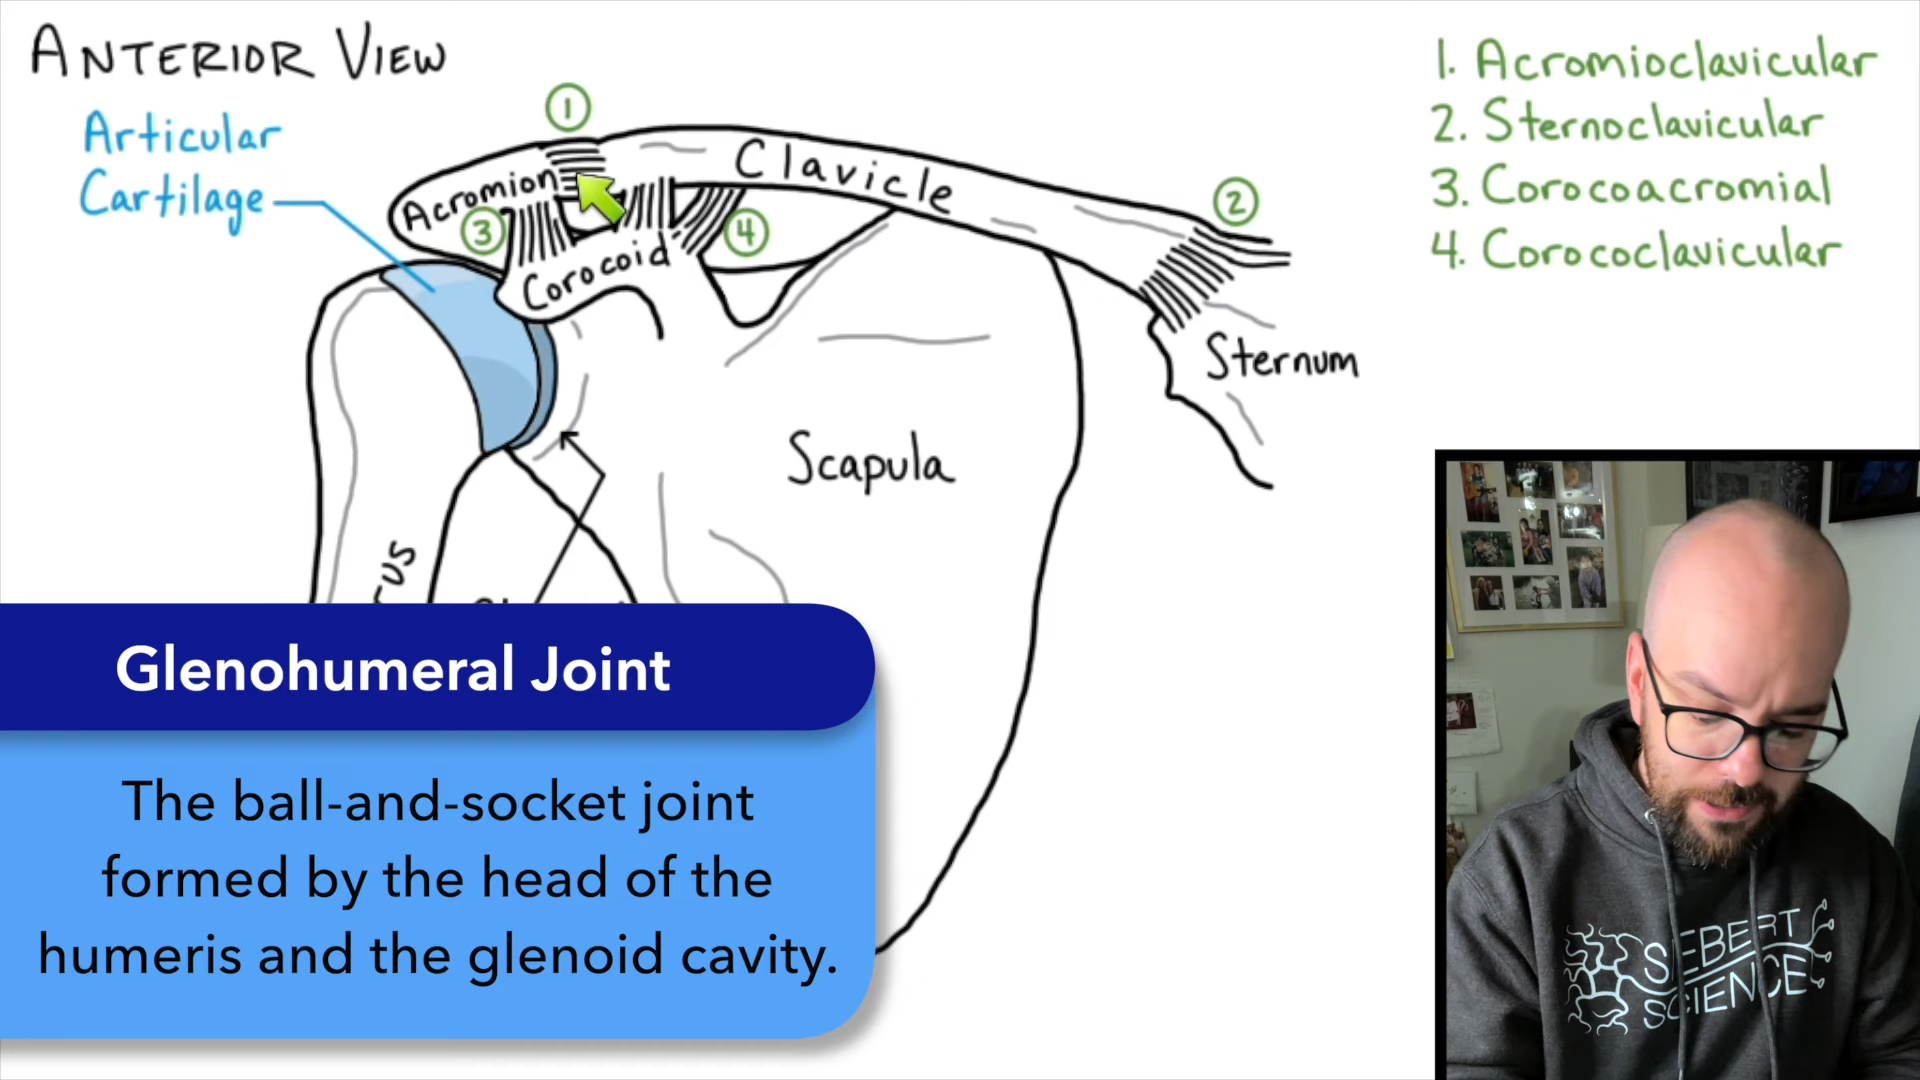 ANTERIOR VIEW
Articular
Cartilage
1
Acromion
Clavicle
2
3
4
Corocoid
Sternum
Scapula
1. Acromioclavicular
2. Sternoclavicular
3. Corocoacromial
4. Corococlavicular
Glenohumeral Joint
The ball-and-socket joint
formed by the head of the
humeris and the glenoid cavity.
SIEBERT
SCIENCE